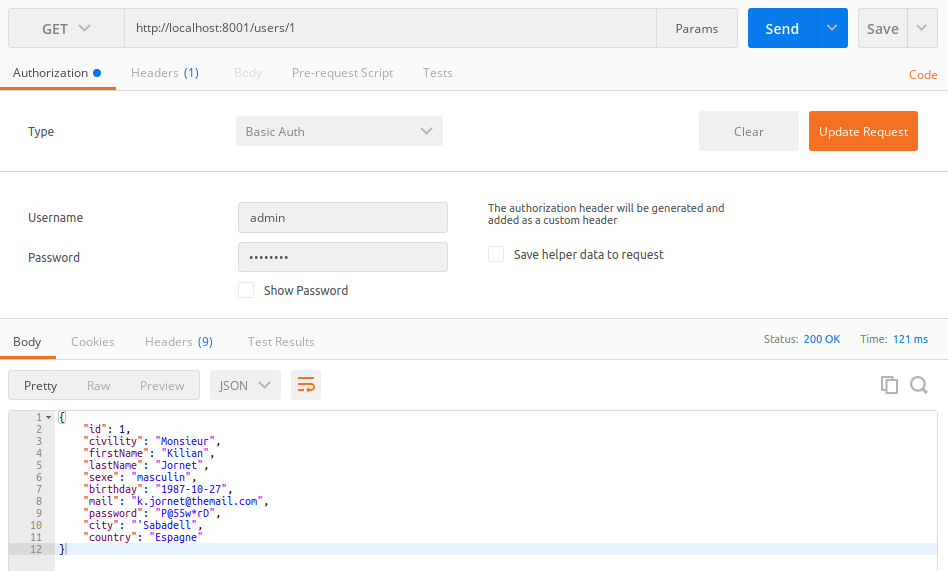 GET http://localhost:8001/users/1 Params Send Save
Authorization Headers (1) Body Pre-request Script Tests Code
Type Basic Auth Clear Update Request
Username admin The authorization header will be generated and
added as a custom header
Password •••••••• Save helper data to request
Show Password
Body Cookies Headers (9) Test Results Status: 200 OK Time: 121 ms
Pretty Raw Preview JSON
1 {
2 "id": 1,
3 "civility": "Monsieur",
4 "firstName": "Kilian",
5 "lastName": "Jornet",
6 "sexe": "masculin",
7 "birthday": "1987-10-27",
8 "mail": "k.jornet@themail.com",
9 "password": "P@55w*rD",
10 "city": "'Sabadell",
11 "country": "Espagne"
12 }